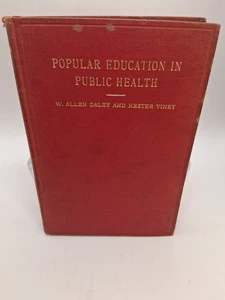 POPULAR EDUCATION IN
PUBLIC HEALTH
W. ALLEN DALEY AND HESTER VINEY